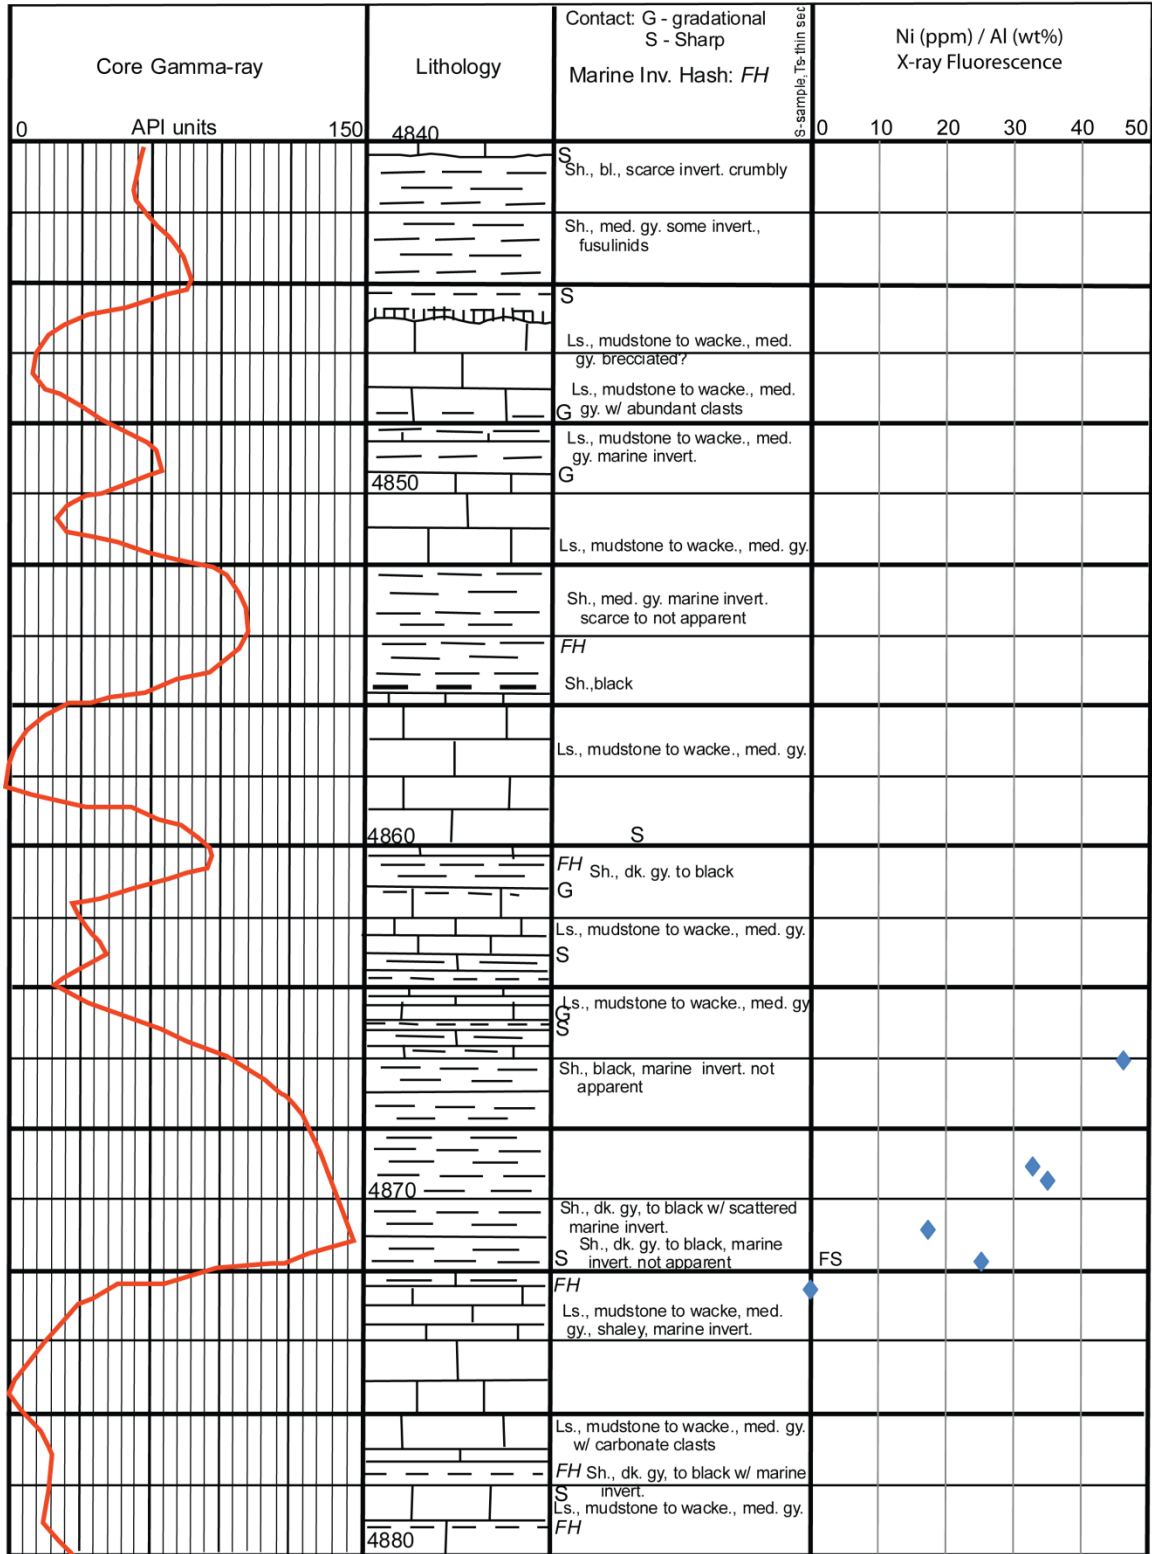 Core Gamma-ray
Lithology
Contact: G - gradational
S - Sharp
Marine Inv. Hash: FH
S-sample, Ts-thin sec
Ni (ppm) / Al (wt%)
X-ray Fluorescence
0 API units 150
4840
0 10 20 30 40 50
S
Sh., bl., scarce invert. crumbly
Sh., med. gy. some invert.,
fusulinids
S
Ls., mudstone to wacke., med.
gy. brecciated?
Ls., mudstone to wacke., med.
G gy. w/ abundant clasts
Ls., mudstone to wacke., med.
gy. marine invert.
G
4850
Ls., mudstone to wacke., med. gy.
Sh., med. gy. marine invert.
scarce to not apparent
FH
Sh.,black
Ls., mudstone to wacke., med. gy.
4860
S
FH Sh., dk. gy. to black
G
Ls., mudstone to wacke., med. gy.
S
Ls., mudstone to wacke., med. gy
G
S
Sh., black, marine invert. not
apparent
4870
Sh., dk. gy, to black w/ scattered
marine invert.
Sh., dk. gy. to black, marine
S invert. not apparent
FS
FH
Ls., mudstone to wacke, med.
gy., shaley, marine invert.
Ls., mudstone to wacke., med. gy.
w/ carbonate clasts
FH Sh., dk. gy, to black w/ marine
invert.
S
Ls., mudstone to wacke., med. gy.
FH
4880